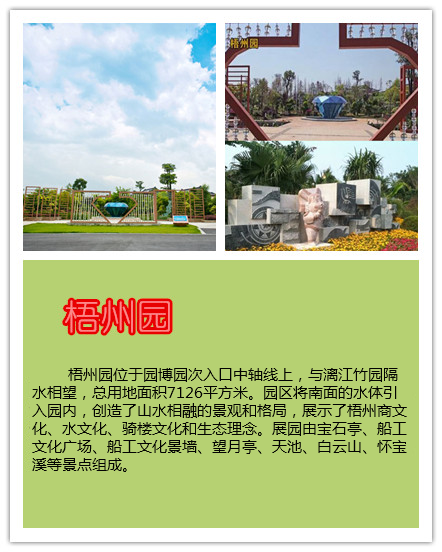 梧州园
梧州园
梧州园位于园博园次入口中轴线上，与漓江竹园隔
水相望，总用地面积7126平方米。园区将南面的水体引
入园内，创造了山水相融的景观和格局，展示了梧州商文
化、水文化、骑楼文化和生态理念。展园由宝石亭、船工
文化广场、船工文化景墙、望月亭、天池、白云山、怀宝
溪等景点组成。